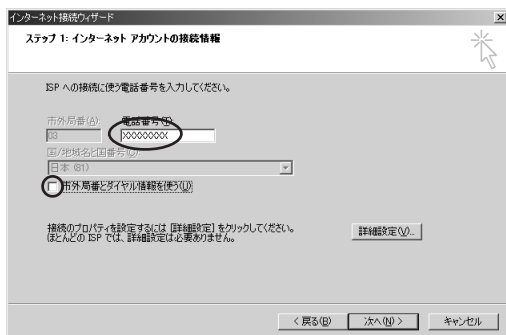 インターネット接続ウィザード
ステップ 1: インターネット アカウントの接続情報
ISP への接続に使う電話番号を入力してください。
市外局番(A) 電話番号(T)
03 XXXXXXXX
国/地域名と国番号(O)
日本 (81)
市外局番とダイヤル情報を使う(U)
接続のプロパティを設定するには [詳細設定] をクリックしてください。
ほとんどの ISP では、詳細設定は必要ありません。
詳細設定(V)...
< 戻る(B) 次へ(N) > キャンセル